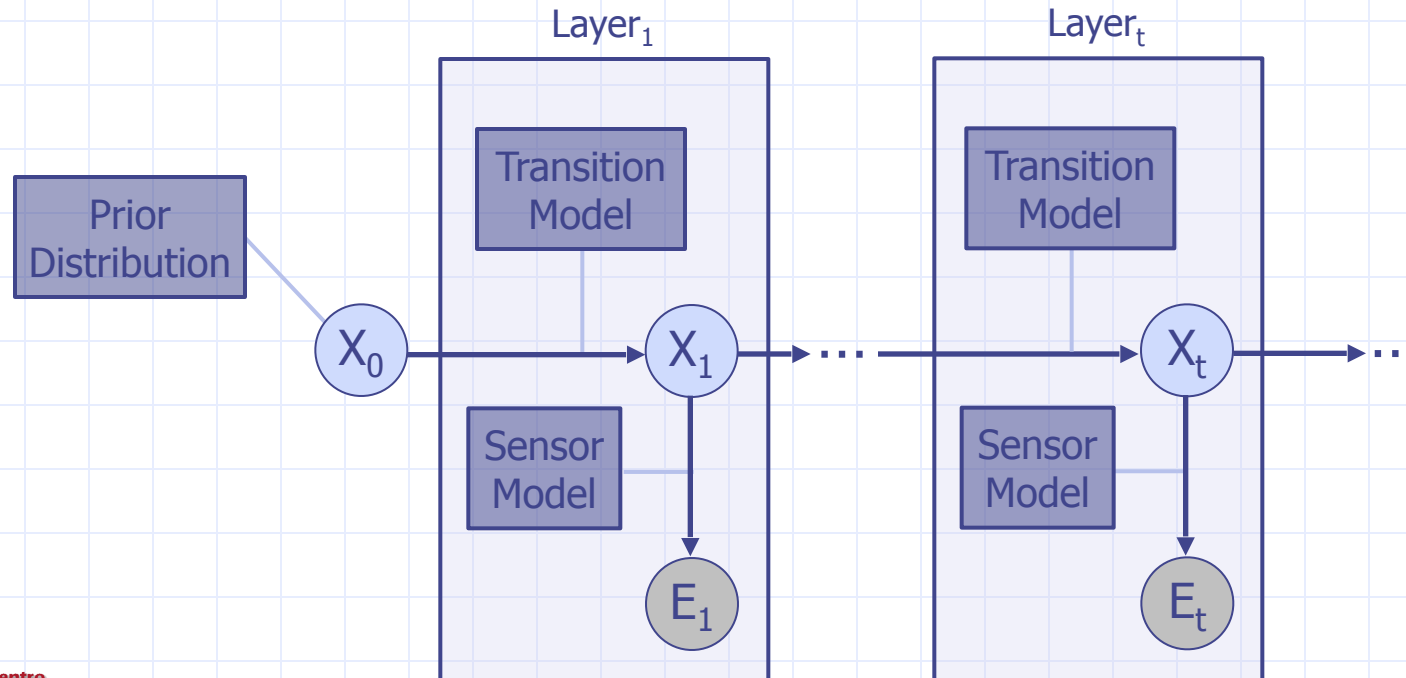 Layer₁
Layerₜ
Prior
Distribution
Transition
Model
Transition
Model
X₀
X₁
...
Xₜ
...
Sensor
Model
Sensor
Model
E₁
Eₜ